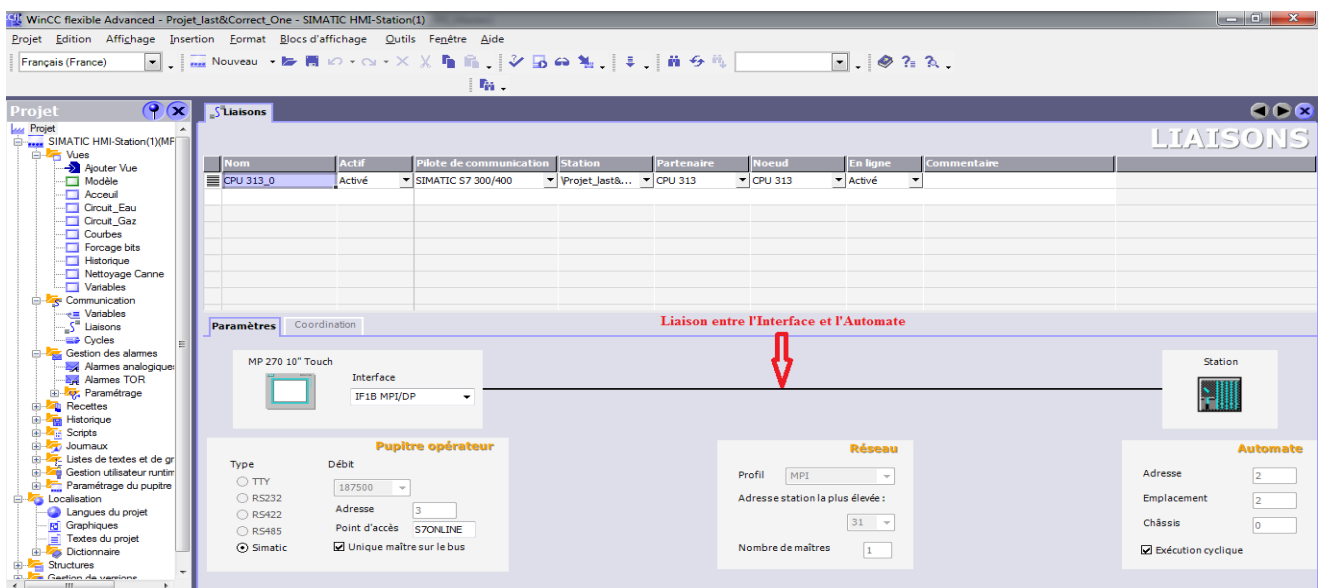 WinCC flexible Advanced - Projet_last&Correct_One - SIMATIC HMI-Station(1)
Projet Edition Affichage Insertion Format Blocs d'affichage Outils Fenêtre Aide
Français (France) Nouveau
Projet
Liaisons
LIAISONS
Projet
SIMATIC HMI-Station(1)(MP
Vues
Ajouter Vue
Modèle
Acceuil
Circuit_Eau
Circuit_Gaz
Courbes
Forcage bits
Historique
Nettoyage Canne
Variables
Communication
Variables
Liaisons
Cycles
Gestion des alarmes
Alarmes analogique
Alarmes TOR
Paramétrage
Recettes
Historique
Scripts
Journaux
Listes de textes et de gr
Gestion utilisateur runtim
Paramétrage du pupitre
Localisation
Langues du projet
Graphiques
Textes du projet
Dictionnaire
Structures
Gestion de versions
Nom Actif Pilote de communication Station Partenaire Noeud En ligne Commentaire
CPU 313_0 Activé SIMATIC S7 300/400 \Projet_last&... CPU 313 CPU 313 Activé
Paramètres Coordination
Liaison entre l'Interface et l'Automate
MP 270 10" Touch
Interface
IF1B MPI/DP
Station
Pupitre opérateur
Type Débit
TTY
187500
RS232
RS422
Adresse 3
RS485
Point d'accès S7ONLINE
Simatic
Unique maître sur le bus
Réseau
Profil MPI
Adresse station la plus élevée :
31
Nombre de maîtres 1
Automate
Adresse 2
Emplacement 2
Châssis 0
Exécution cyclique